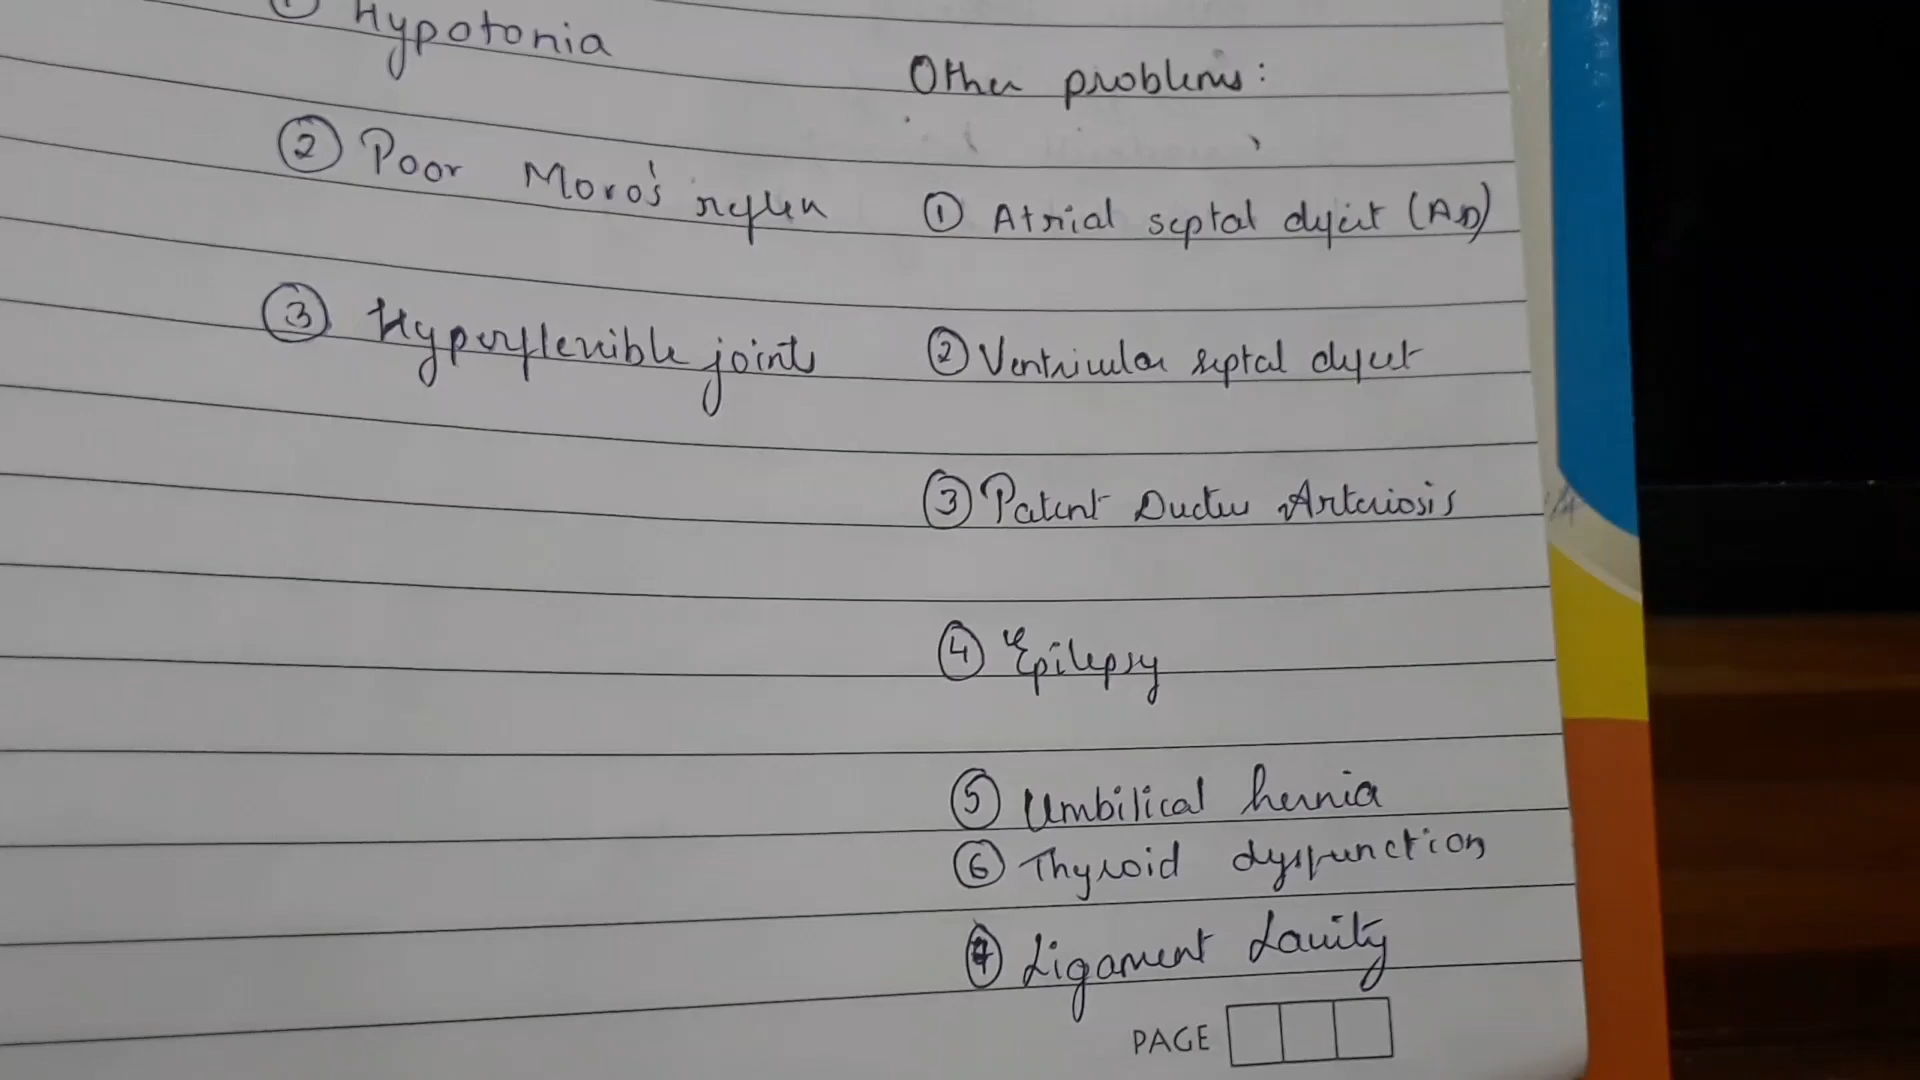 ① Hypotonia
② Poor Moro's reflex
③ Hyperflexible joints
Other problems:
① Atrial septal defect (ASD)
② Ventricular septal defect
③ Patent Ductus Arteriosis
④ Epilepsy
⑤ Umbilical hernia
⑥ Thyroid dysfunction
⑦ Ligament Laxity
PAGE